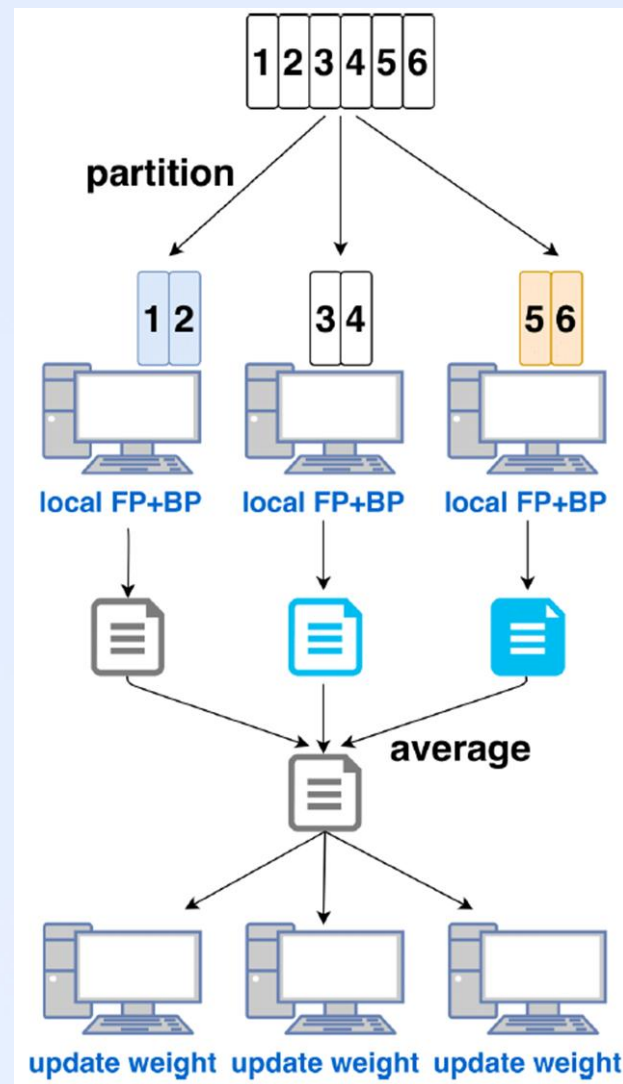 1 2 3 4 5 6
partition
1 2 3 4 5 6
local FP+BP local FP+BP local FP+BP
average
update weight update weight update weight